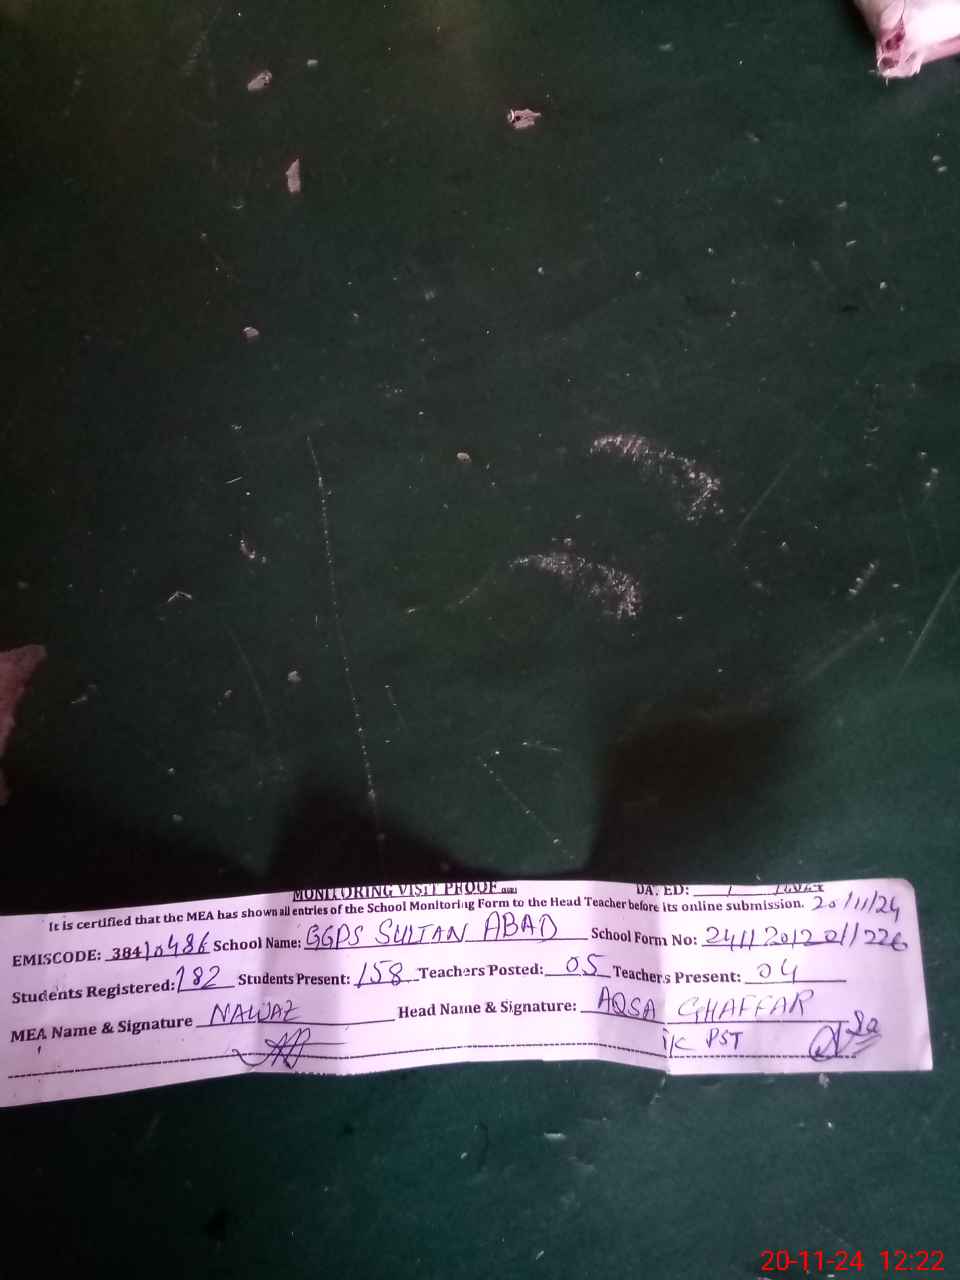 MONITORING VISIT PROOF
DATED: / /2024
It is certified that the MEA has shown all entries of the School Monitoring Form to the Head Teacher before its online submission. 20/11/24
EMISCODE: 38410486 School Name: GGPS SULTAN ABAD School Form No:
Students Registered: 182 Students Present: 158 Teachers Posted: 05 Teachers Present: 04
MEA Name & Signature NAWAZ Head Name & Signature: AQSA GHAFFAR
PST
20-11-24 12:22